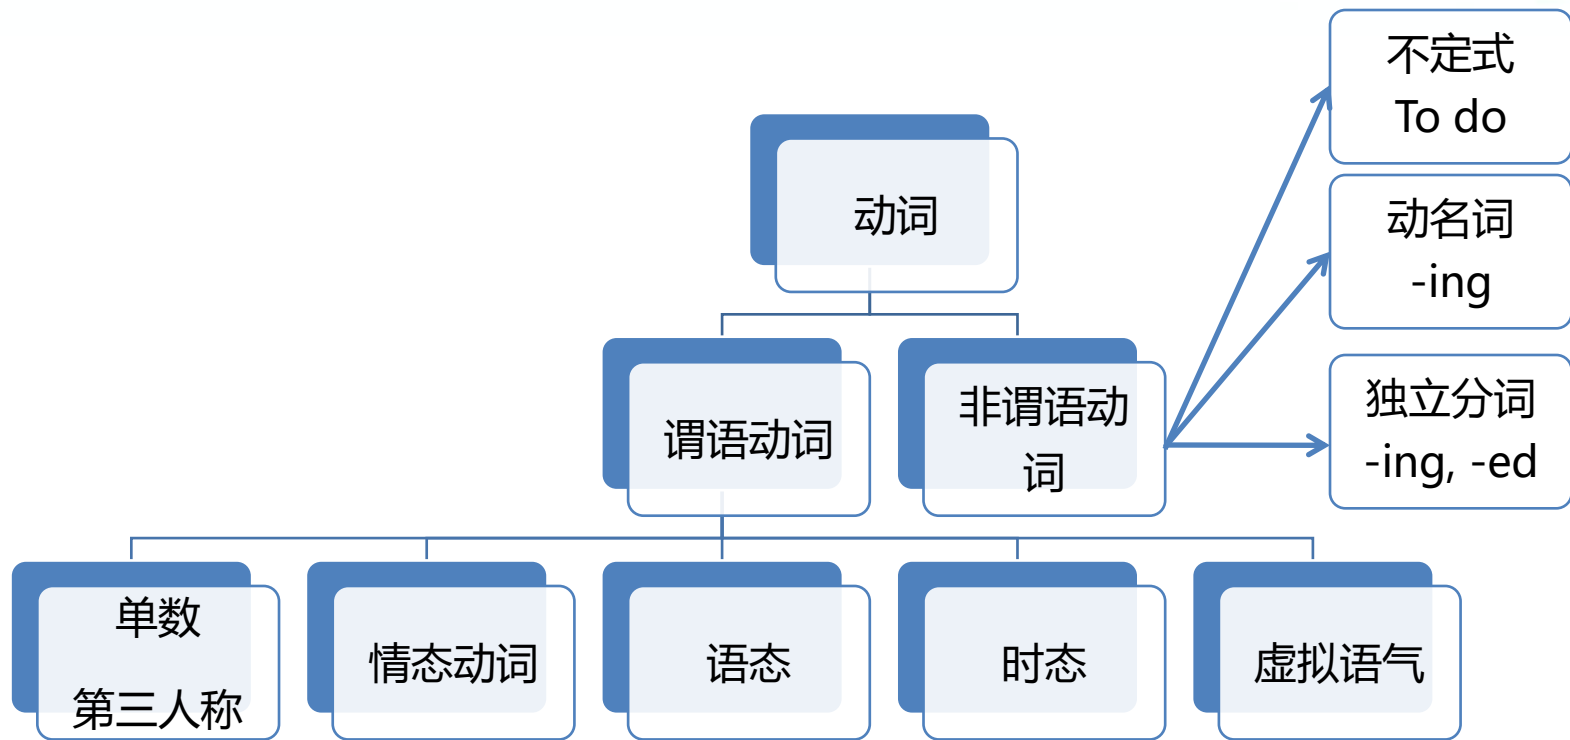 动词
谓语动词
非谓语动
词
不定式
To do
动名词
-ing
独立分词
-ing, -ed
单数
第三人称
情态动词
语态
时态
虚拟语气